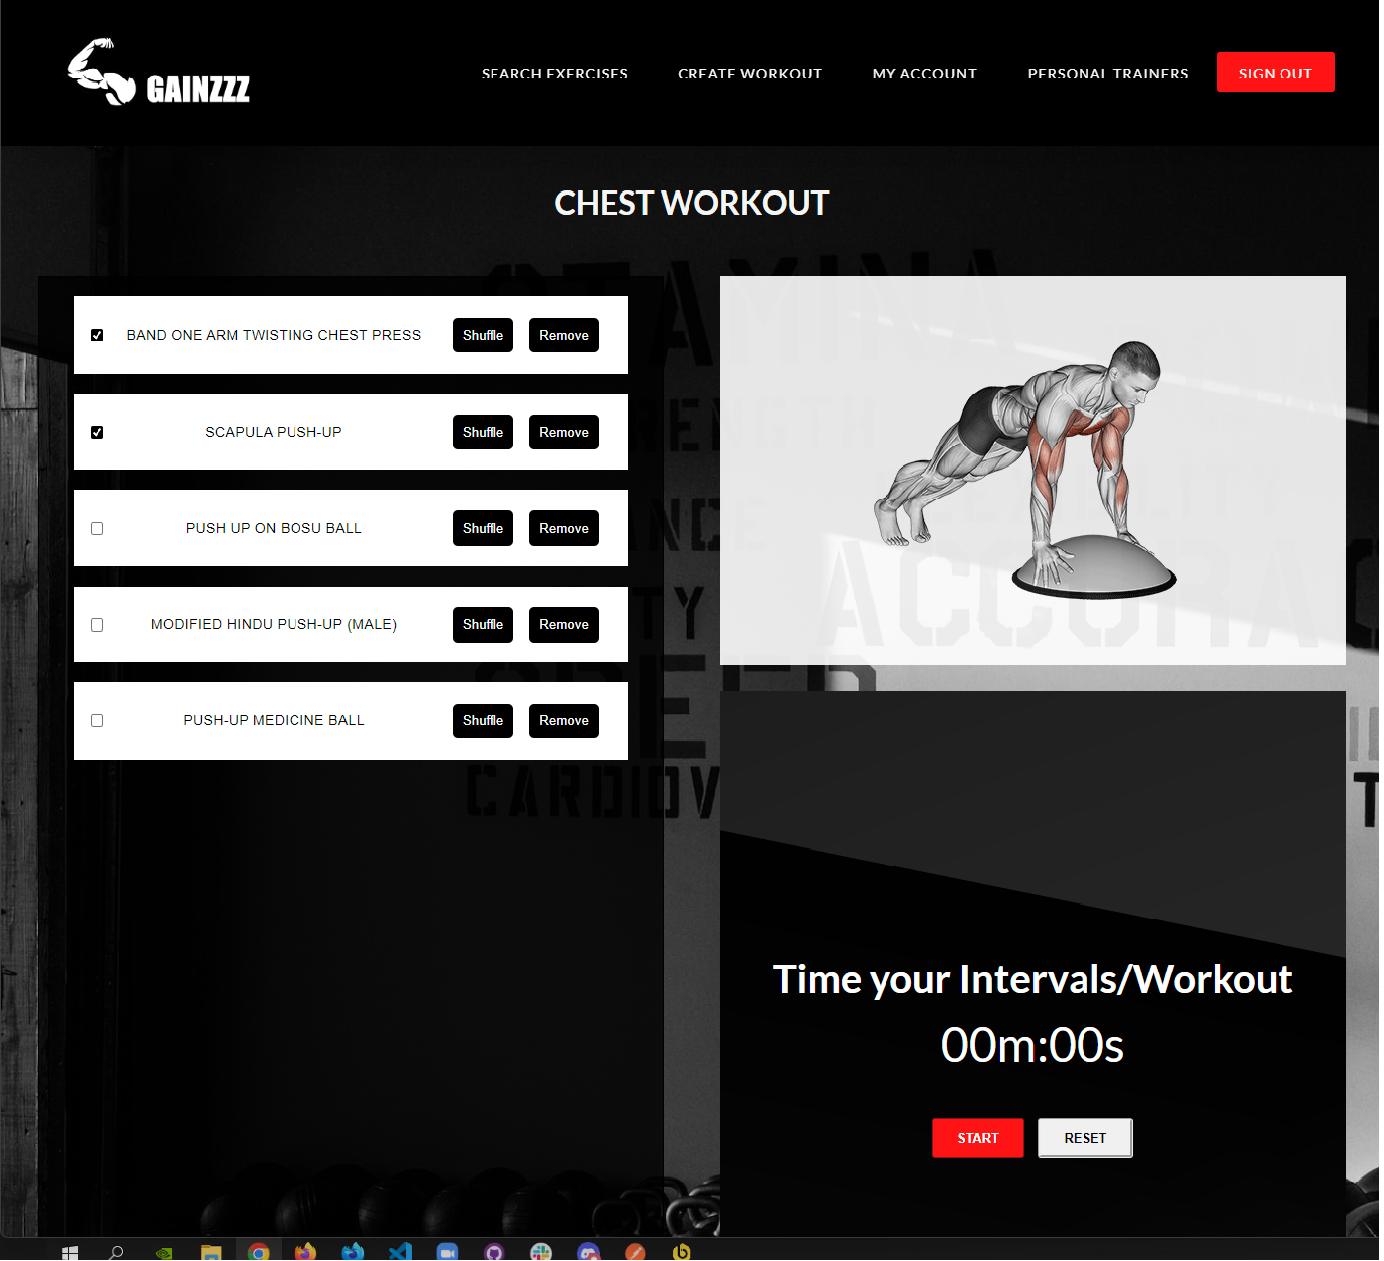 GAINZZZ
SEARCH EXERCISES
CREATE WORKOUT
MY ACCOUNT
PERSONAL TRAINERS
SIGN OUT
CHEST WORKOUT
STAMINA
BAND ONE ARM TWISTING CHEST PRESS
Shuffle
Remove
SCAPULA PUSH-UP
Shuffle
Remove
PUSH UP ON BOSU BALL
Shuffle
Remove
MODIFIED HINDU PUSH-UP (MALE)
Shuffle
Remove
PUSH-UP MEDICINE BALL
Shuffle
Remove
CARDIOV
Time your Intervals/Workout
00m:00s
START
RESET